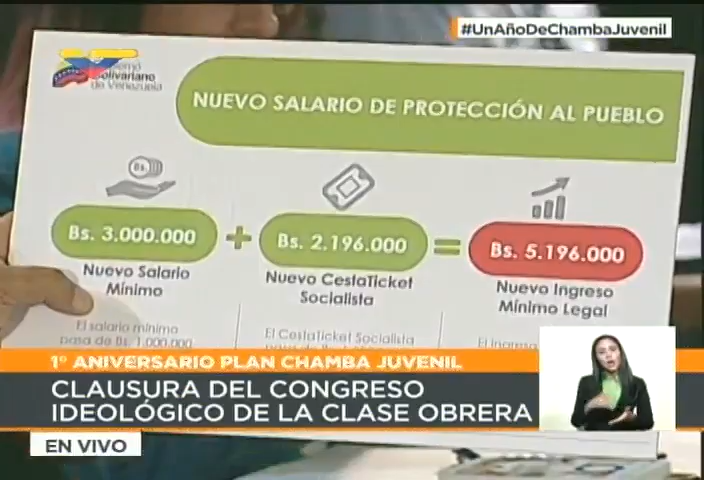 #UnAñoDeChambaJuvenil
Bolivariano
de Venezuela
NUEVO SALARIO DE PROTECCIÓN AL PUEBLO
Bs.
Bs. 3.000.000 + Bs. 2.196.000 = Bs. 5.196.000
Nuevo Salario
Mínimo
Nuevo CestaTicket
Socialista
Nuevo Ingreso
Mínimo Legal
El salario mínimo
pasa de Bs. 1.000.000
El CestaTicket Socialista
El ingreso
1° ANIVERSARIO PLAN CHAMBA JUVENIL
CLAUSURA DEL CONGRESO
IDEOLÓGICO DE LA CLASE OBRERA
EN VIVO